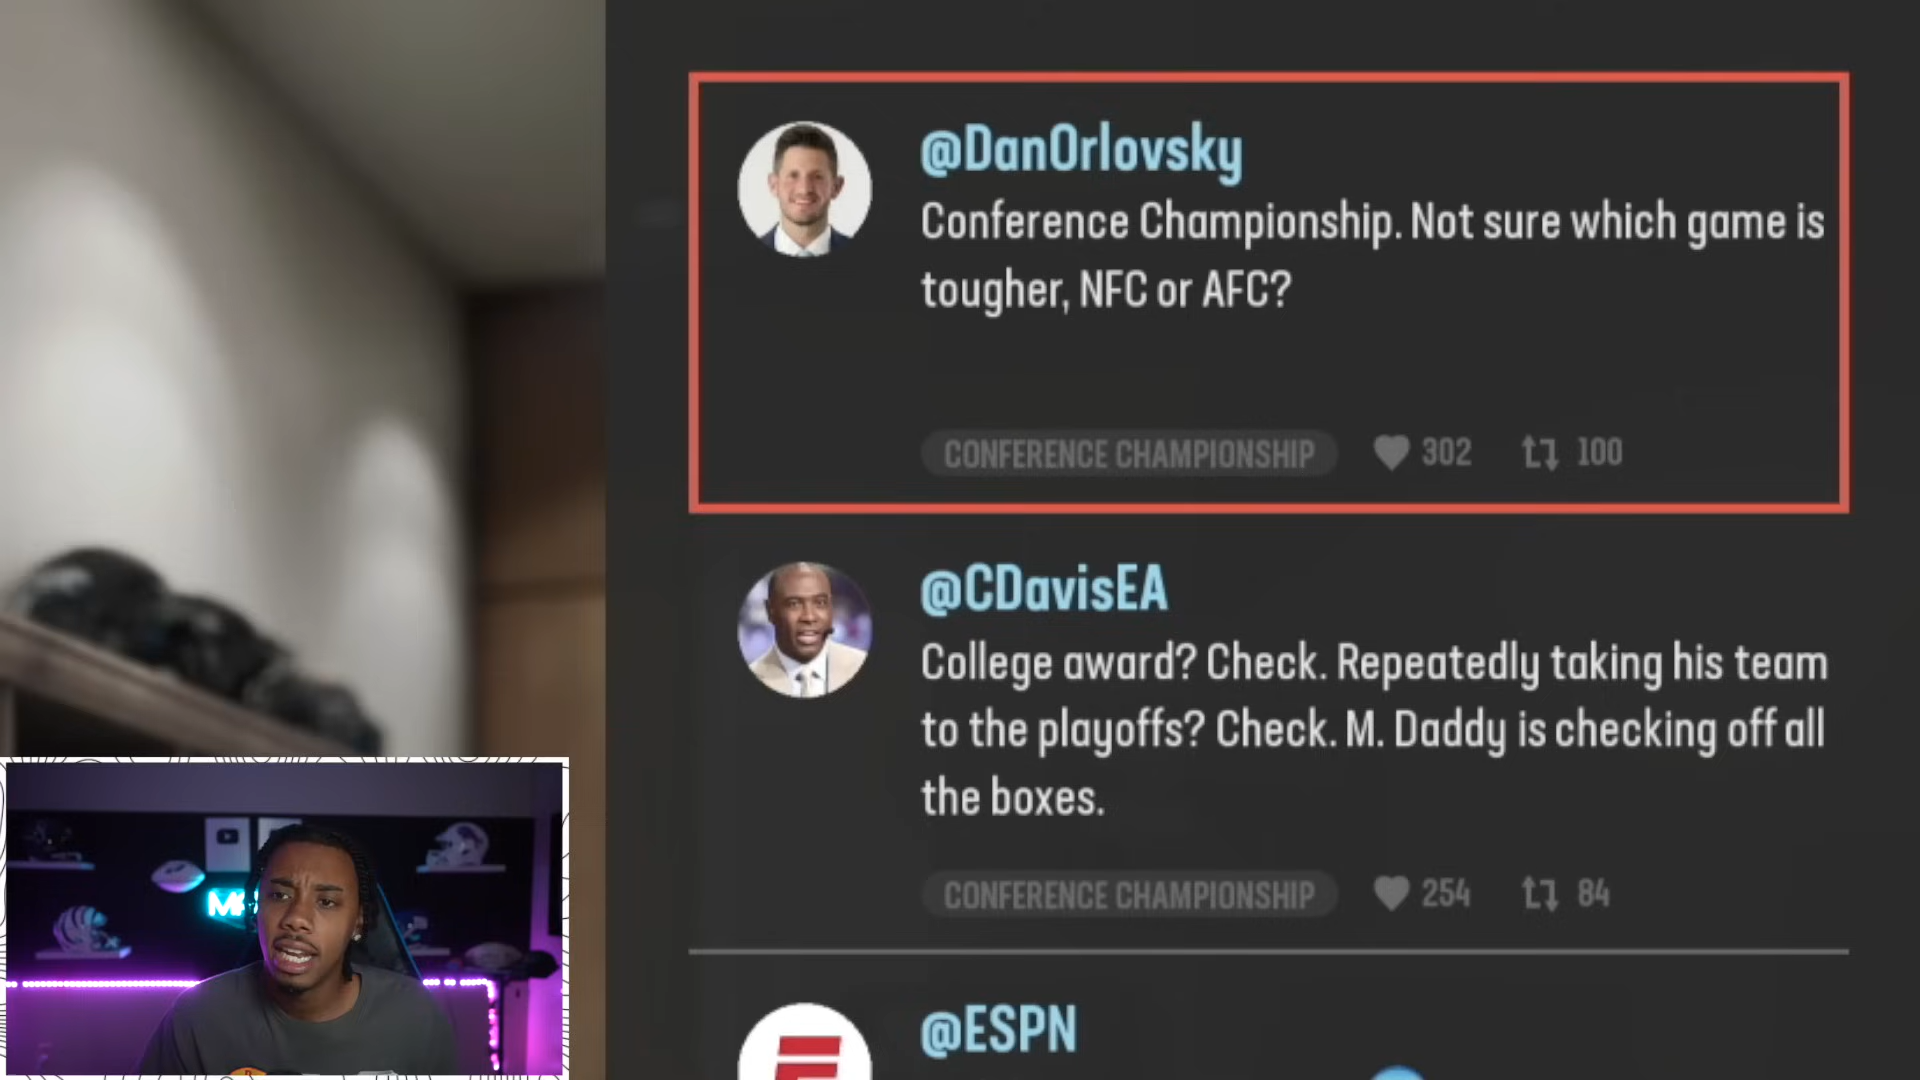 @DanOrlovsky
Conference Championship. Not sure which game is
tougher, NFC or AFC?
CONFERENCE CHAMPIONSHIP 302 100
@CDavisEA
College award? Check. Repeatedly taking his team
to the playoffs? Check. M. Daddy is checking off all
the boxes.
CONFERENCE CHAMPIONSHIP 254 84
@ESPN